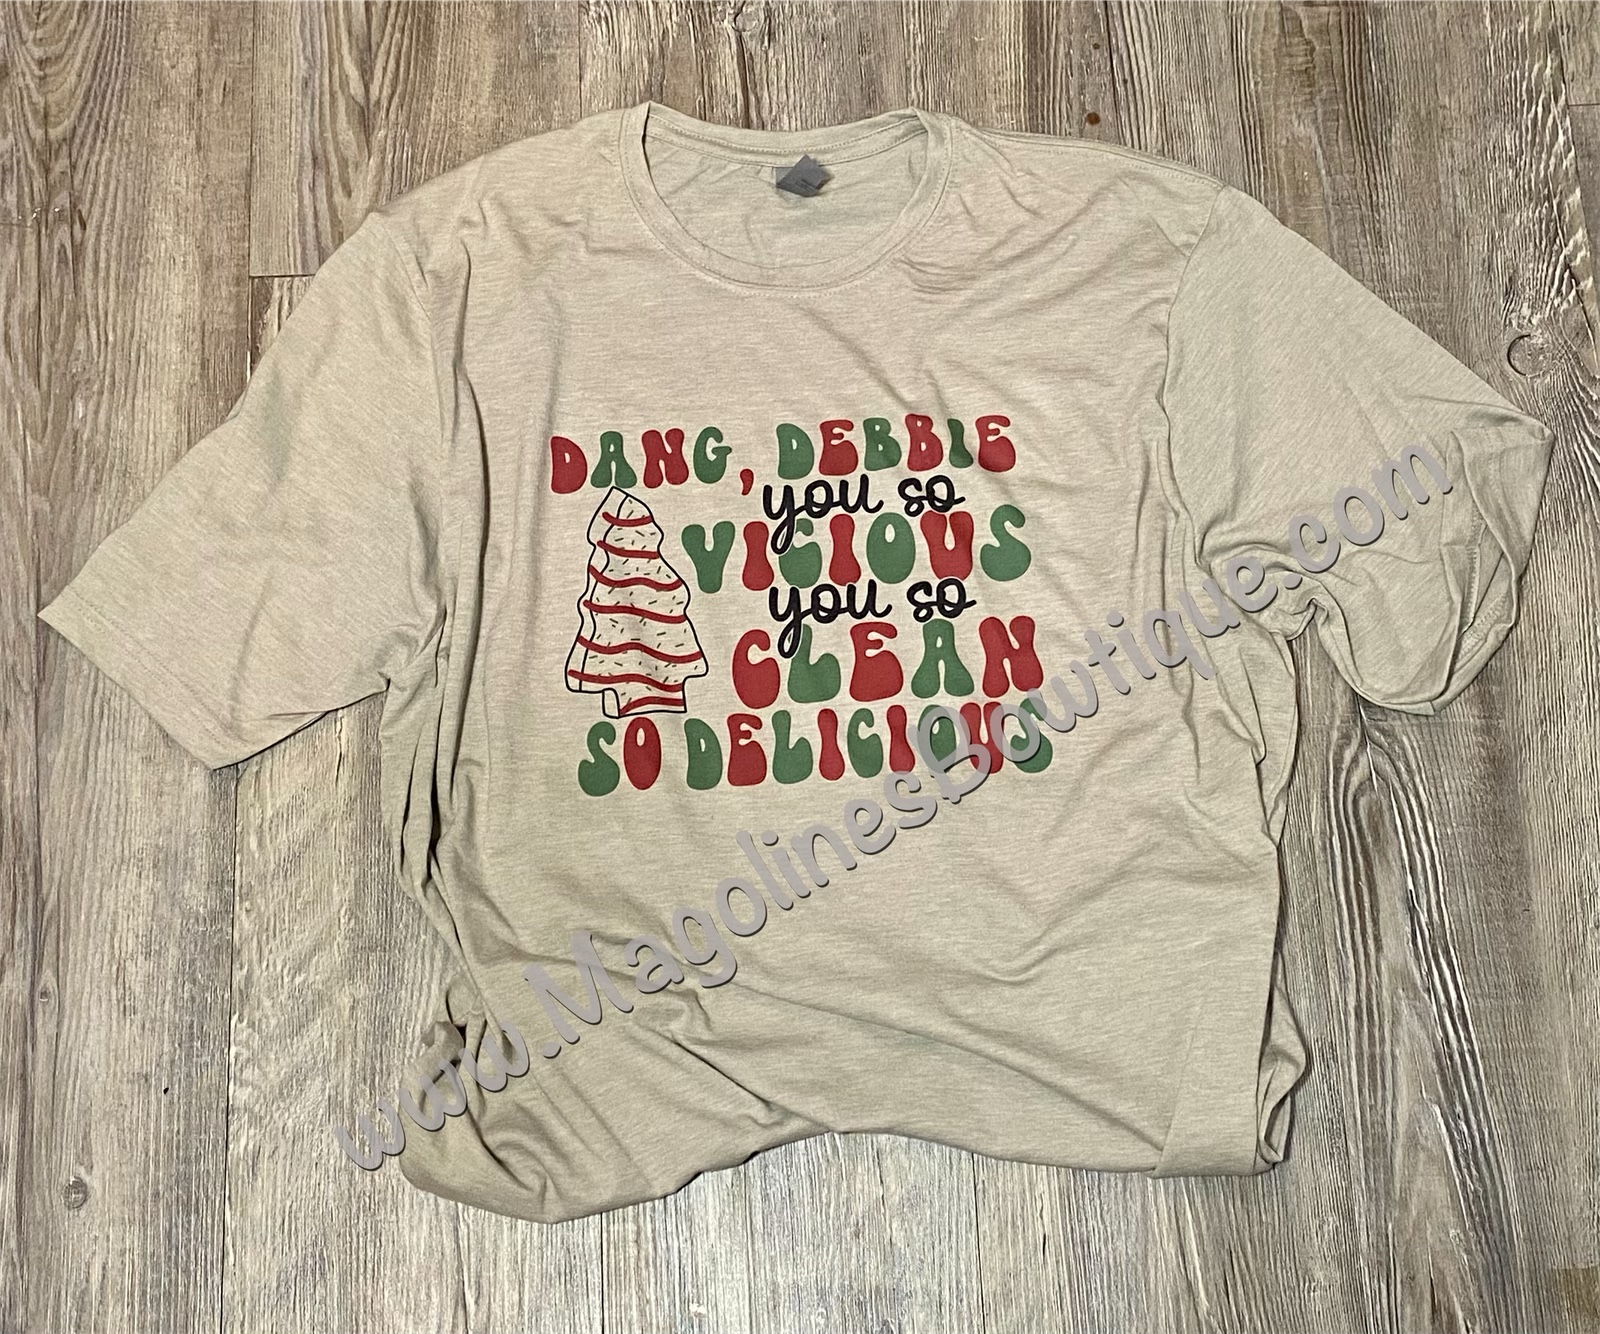 DANG, DEBBIE
you so
VICIOUS
you so
CLEAN
SO DELICIOUS
www.MagolinesBowtique.com